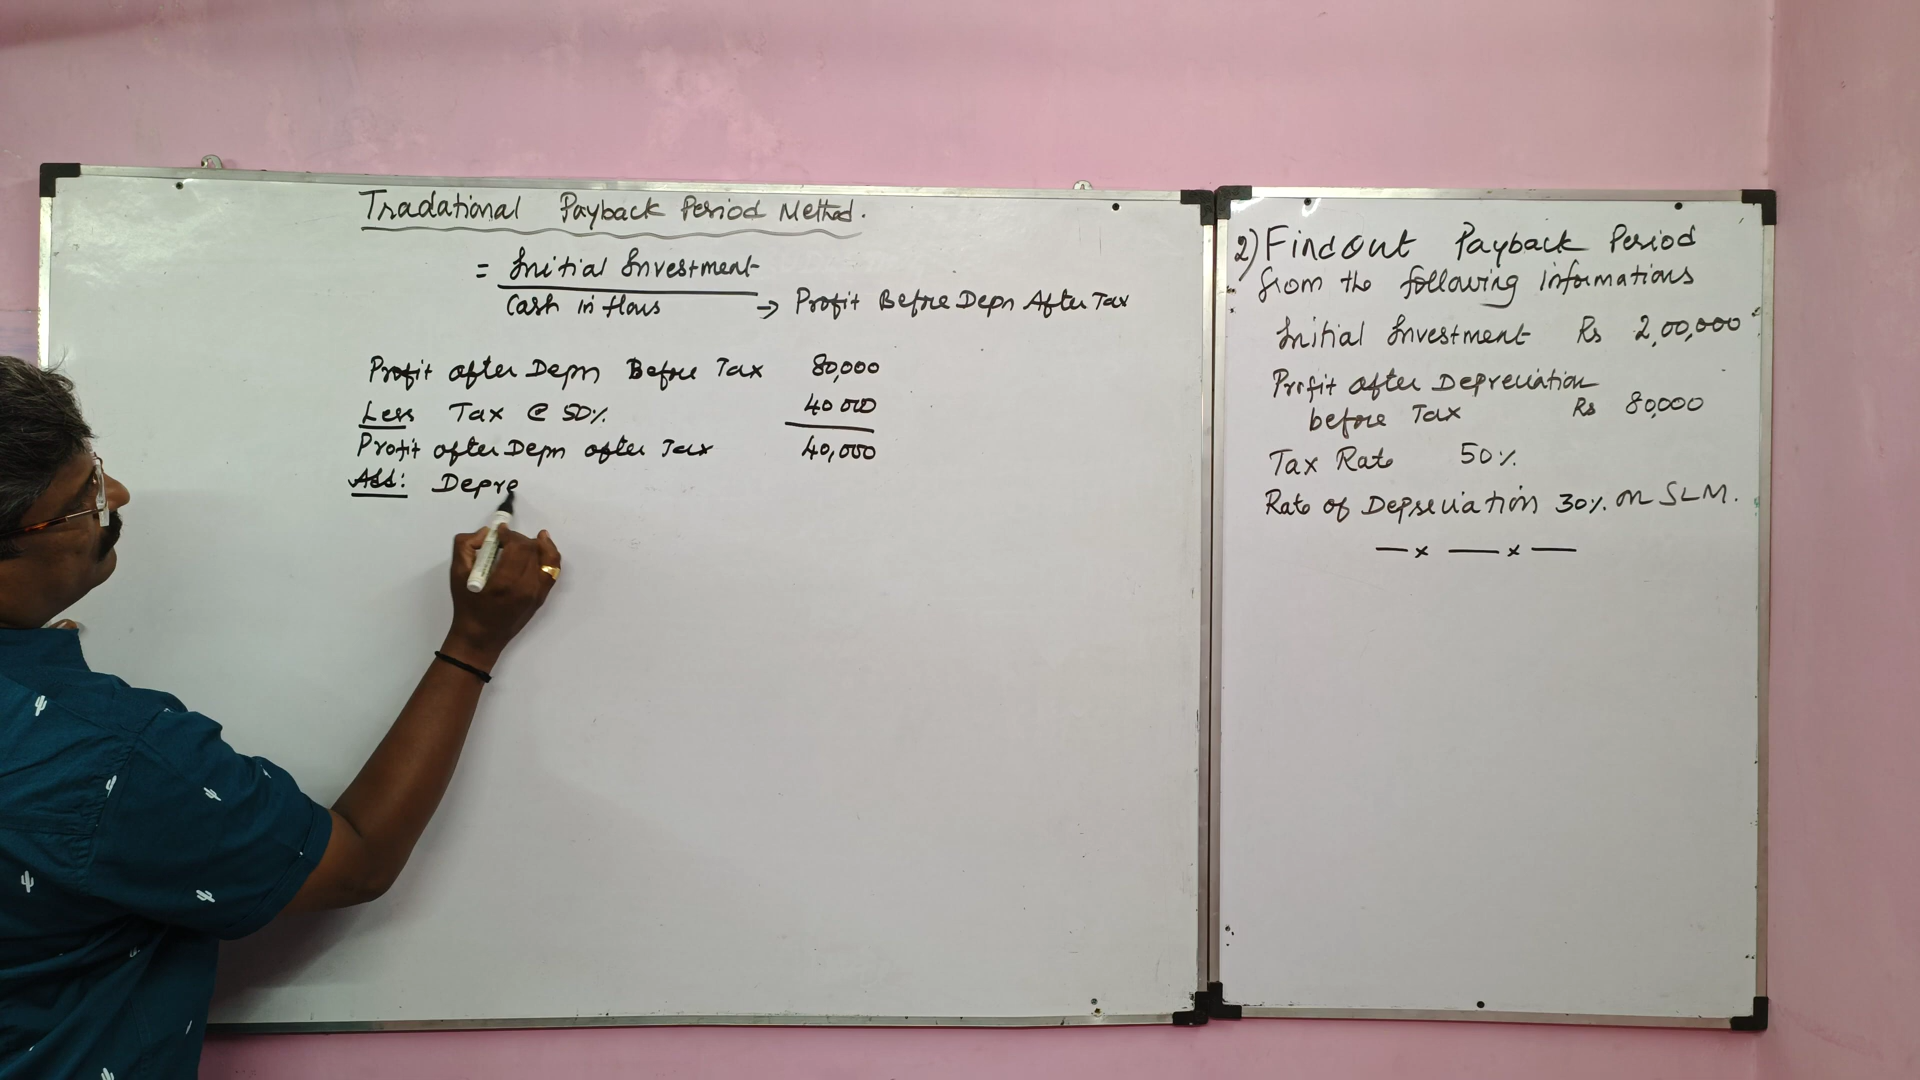 Tradational Payback Period Method.
= Initial Investment
Cash in flows → Profit Before Depn After Tax
Profit after Depn Before Tax 80,000
Less Tax @ 50% 40 000
Profit after Depn after Tax 40,000
Add: Depre
2) Find Out Payback Period
from the following informations
Initial Investment Rs 2,00,000
Profit after Depreciation
before Tax Rs 80,000
Tax Rate 50%
Rate of Depreciation 30% on SLM.
— x — x —